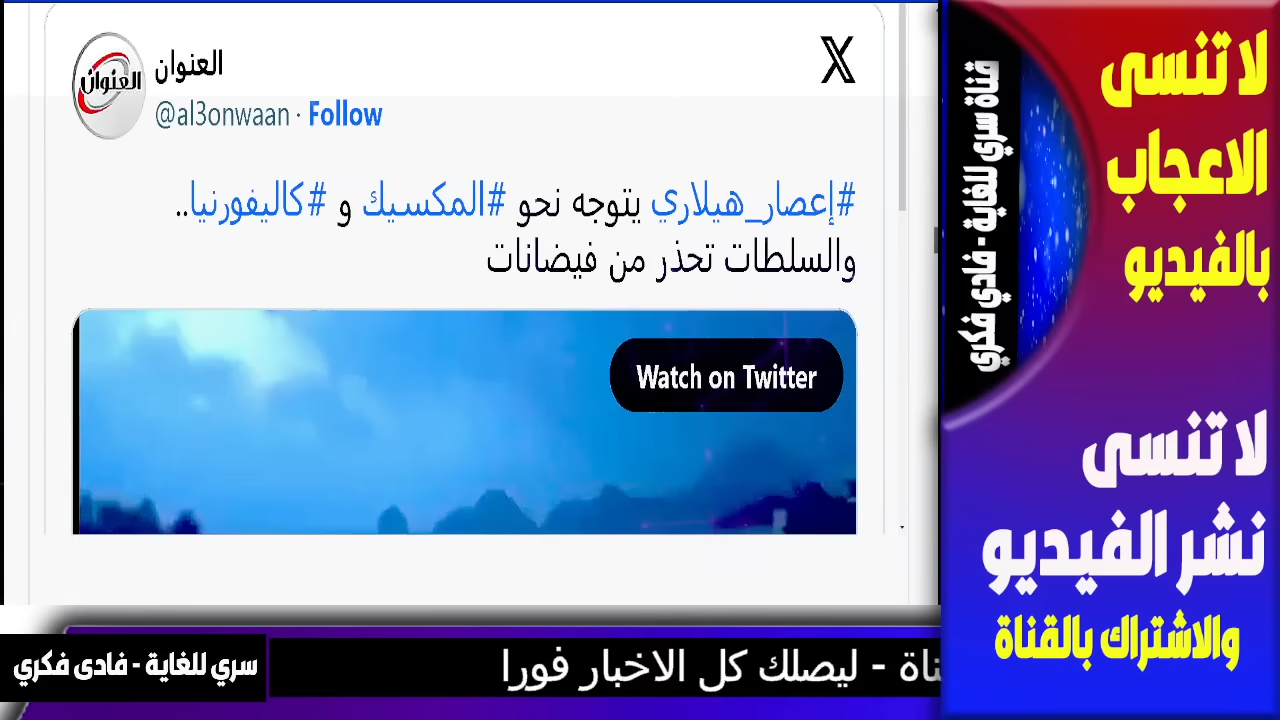 العنوان
العنوان
@al3onwaan · Follow
#إعصار_هيلاري يتوجه نحو #المكسيك و #كاليفورنيا..
والسلطات تحذر من فيضانات
Watch on Twitter
قناة سري للغاية - فادي فكري
لا تنسى
الاعجاب
بالفيديو
لا تنسى
نشر الفيديو
والاشتراك بالقناة
سري للغاية - فادى فكري
ناة - ليصلك كل الاخبار فورا